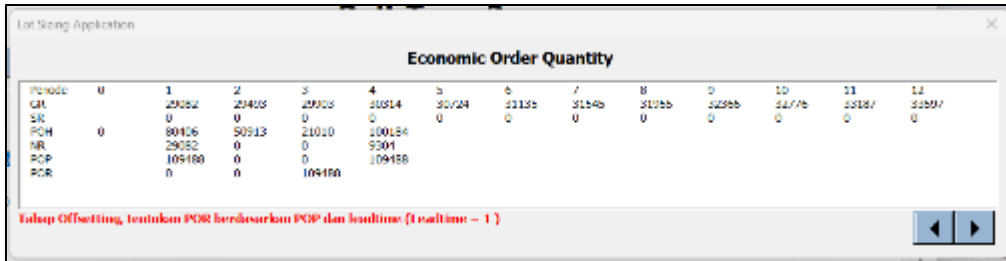 Lot Sizing Application
Economic Order Quantity
Periode 0 1 2 3 4 5 6 7 8 9 10 11 12
GR 29082 29493 29903 30314 30724 31135 31545 31955 32366 32776 33187 33597
SR 0 0 0 0 0 0 0 0 0 0 0 0
POH 0 80406 50913 21010 100184
NR 29082 0 0 9304
POP 109488 0 0 109488
POR 0 0 109488
Tahap Offsetting, tentukan POR berdasarkan POP dan leadtime (Leadtime = 1 )